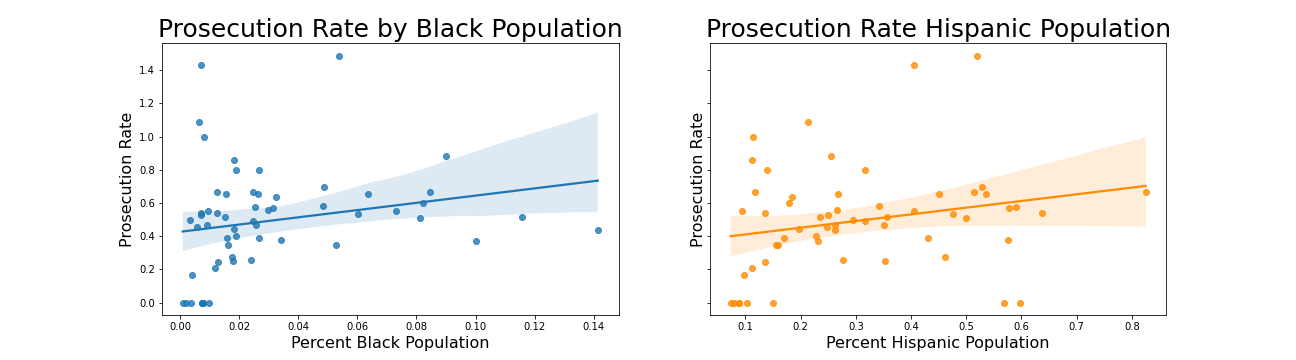 Prosecution Rate by Black Population
Prosecution Rate
1.4
1.2
1.0
0.8
0.6
0.4
0.2
0.0
0.00 0.02 0.04 0.06 0.08 0.10 0.12 0.14
Percent Black Population
Prosecution Rate Hispanic Population
Prosecution Rate
0.1 0.2 0.3 0.4 0.5 0.6 0.7 0.8
Percent Hispanic Population